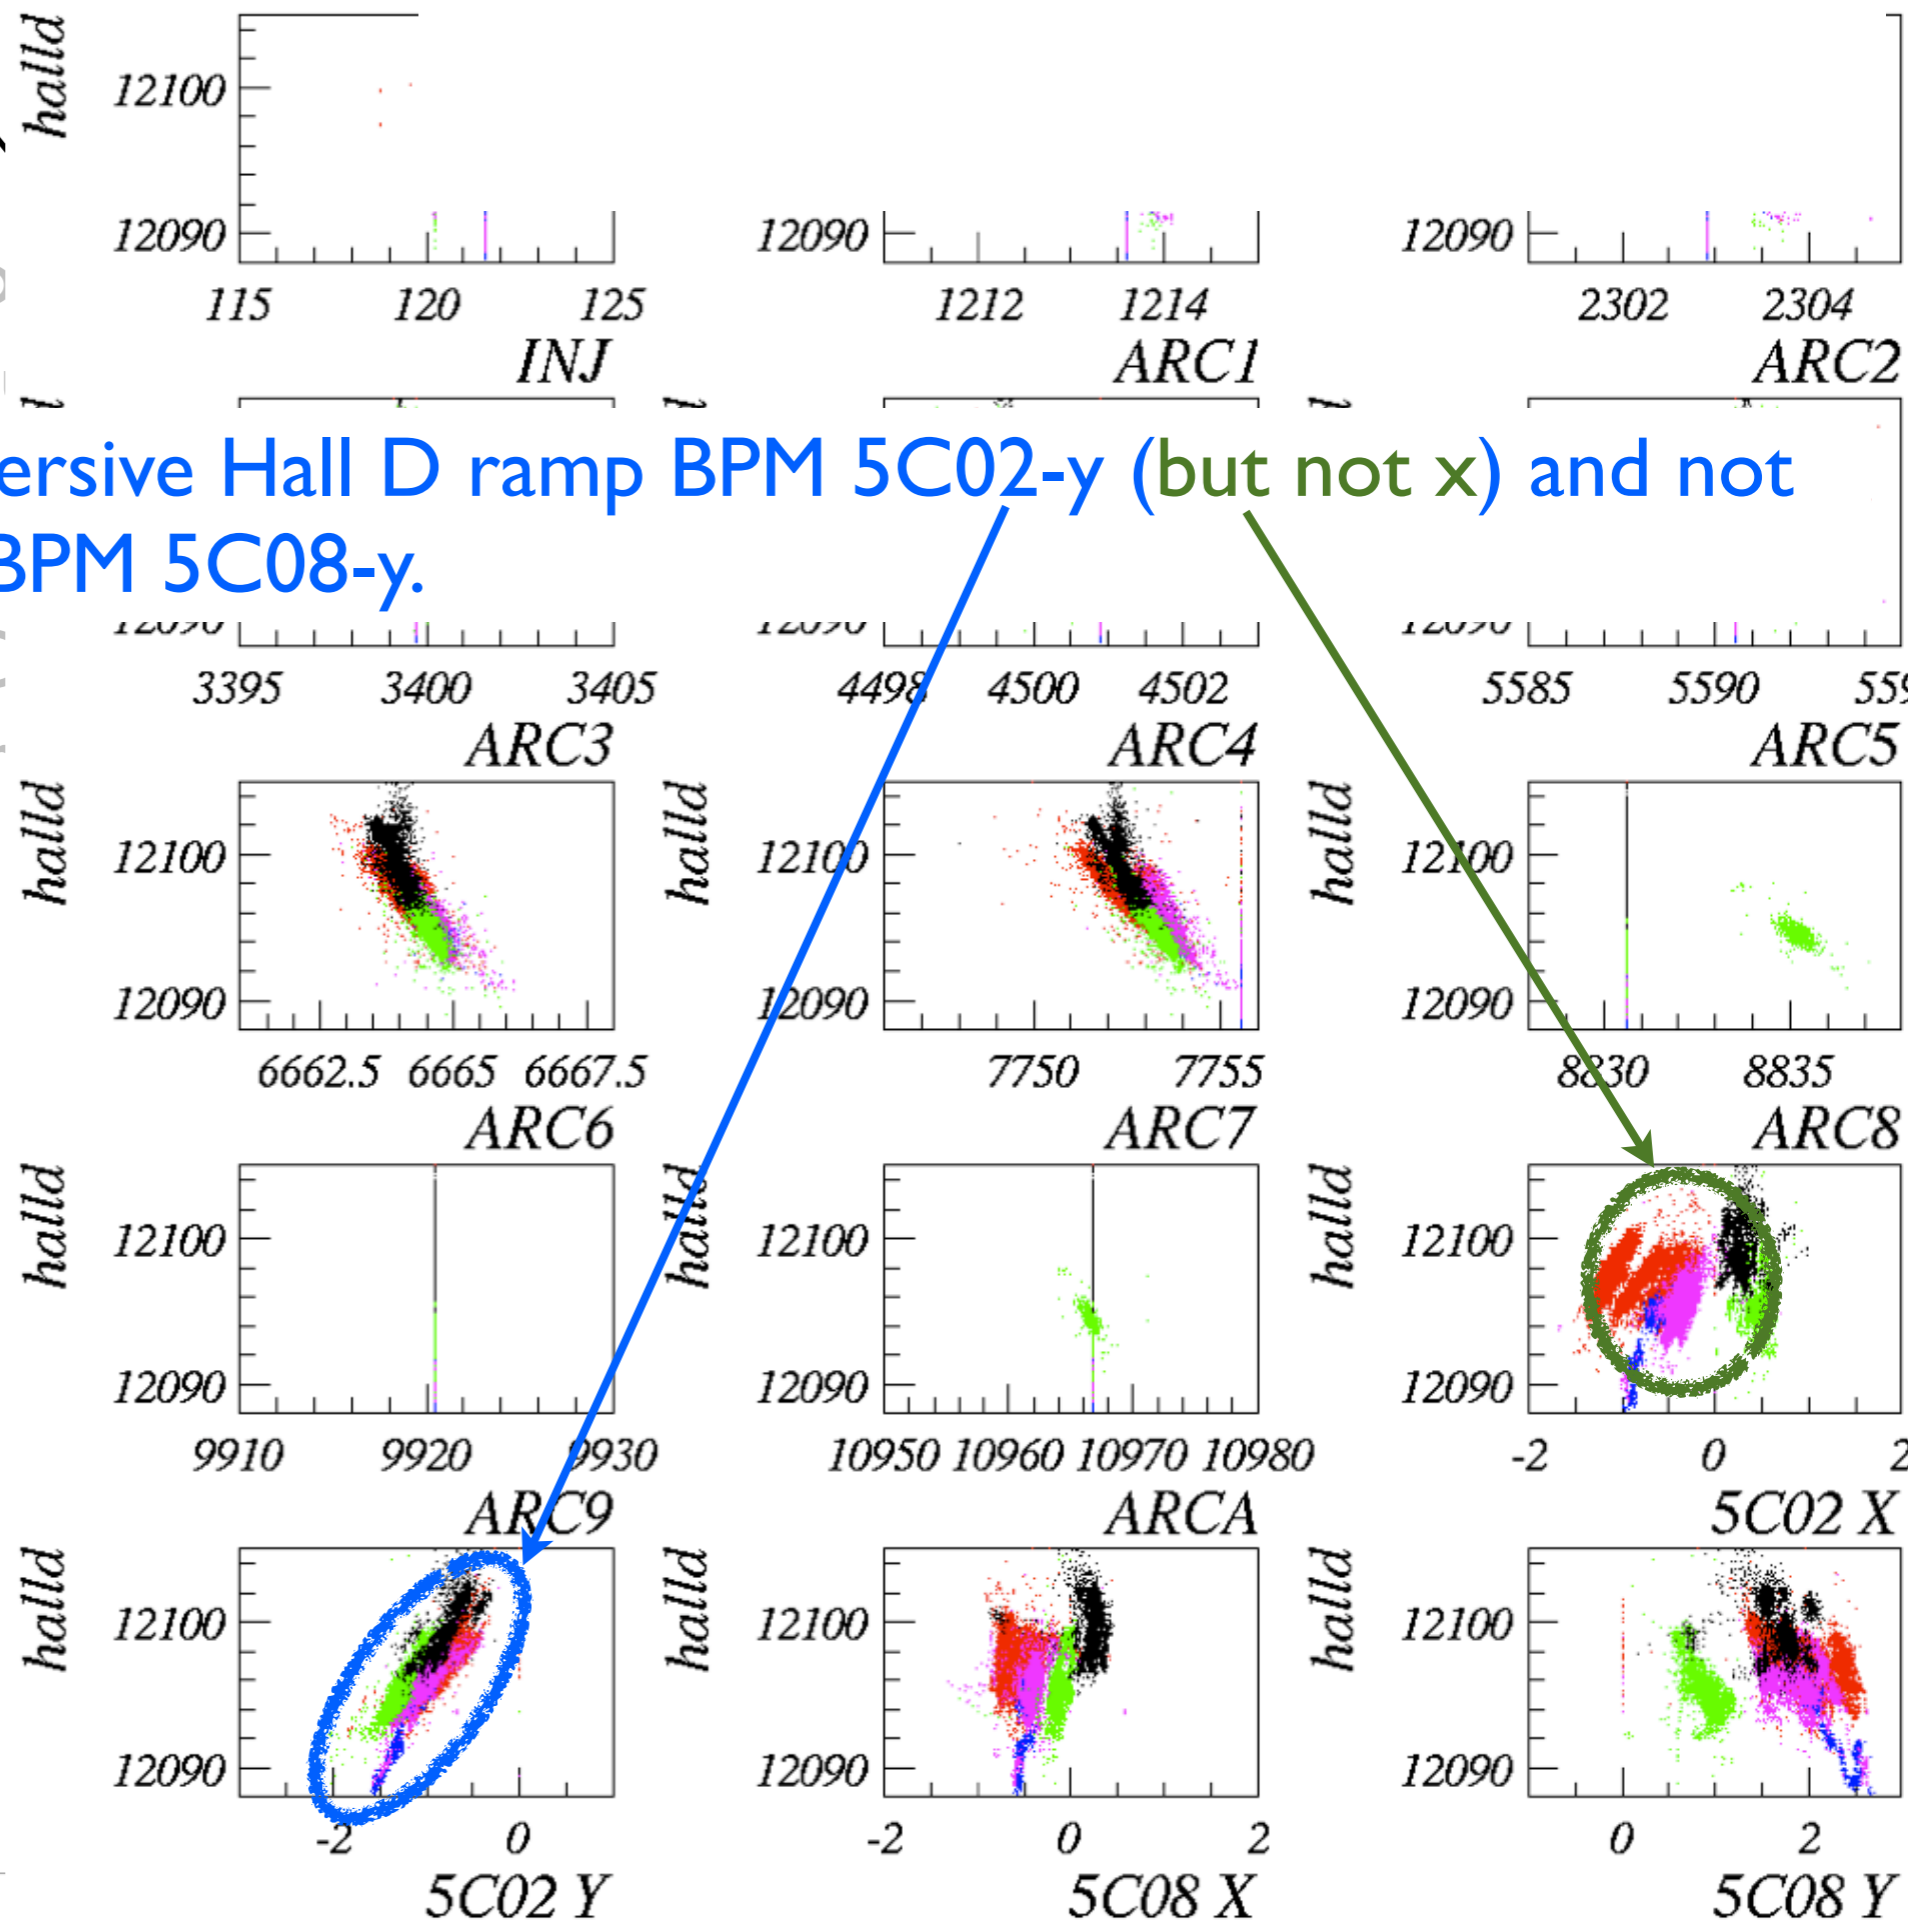 halld
12100
12090 12090 12090
115 120 125 1212 1214 2302 2304
INJ ARC1 ARC2
ersive Hall D ramp BPM 5C02-y (but not x) and not
BPM 5C08-y.
12090 12090 12090
3395 3400 3405 4498 4500 4502 5585 5590
ARC3 ARC4 ARC5
halld halld halld
12100 12100 12100
12090 12090 12090
6662.5 6665 6667.5 7750 7755 8830 8835
ARC6 ARC7 ARC8
halld halld halld
12100 12100 12100
12090 12090 12090
9910 9920 9930 10950 10960 10970 10980 -2 0 2
ARC9 ARCA 5C02 X
halld halld halld
12100 12100 12100
12090 12090 12090
-2 0 -2 0 2 0 2
5C02 Y 5C08 X 5C08 Y